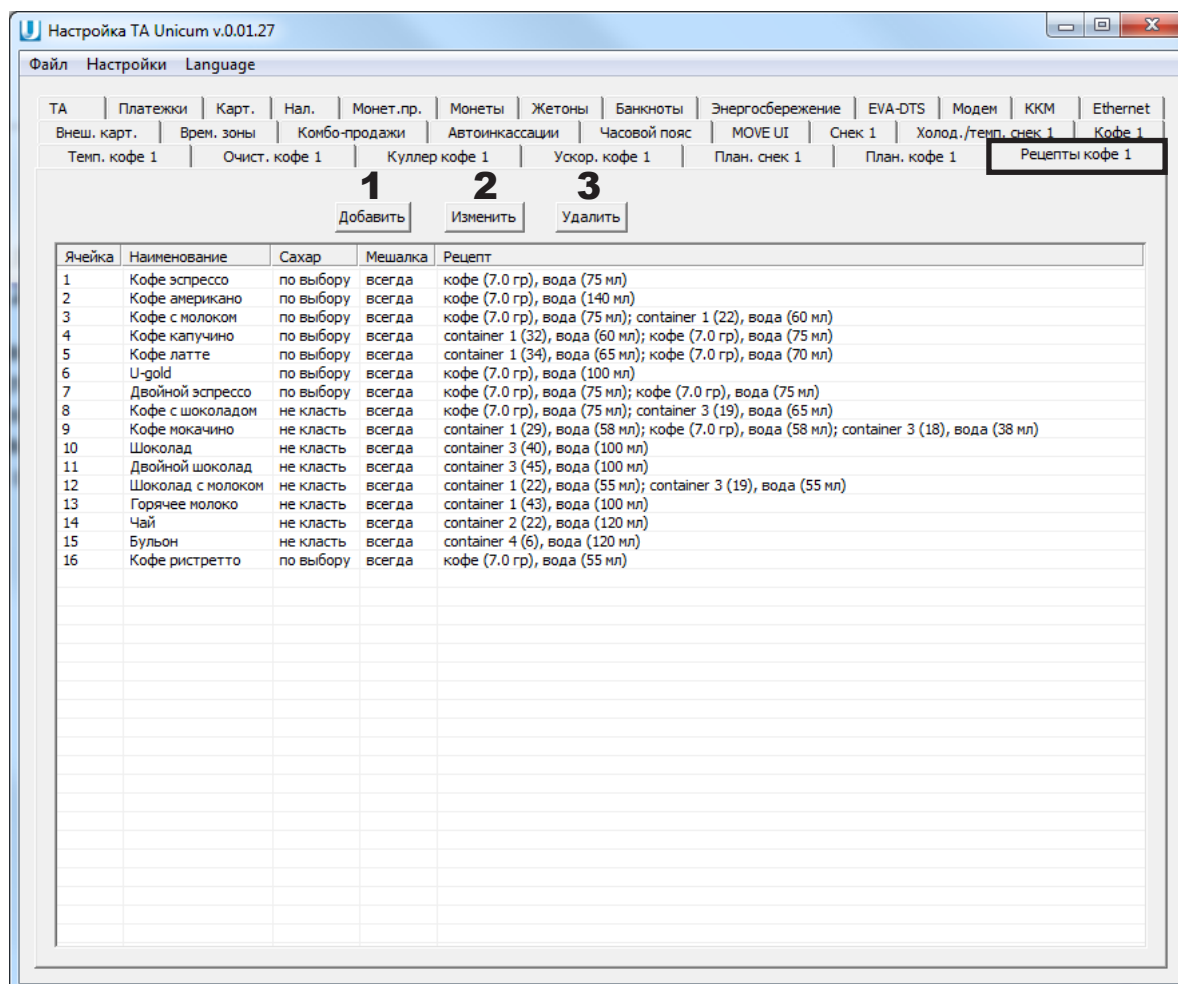 Настройка TA Unicum v.0.01.27
Файл Настройки Language
ТА Платежки Карт. Нал. Монет.пр. Монеты Жетоны Банкноты Энергосбережение EVA-DTS Модем ККМ Ethernet
Внеш. карт. Врем. зоны Комбо-продажи Автоинкассации Часовой пояс MOVE UI Снек 1 Холод./темп. снек 1 Кофе 1
Темп. кофе 1 Очист. кофе 1 Куллер кофе 1 Ускор. кофе 1 План. снек 1 План. кофе 1 Рецепты кофе 1
1 2 3
Добавить Изменить Удалить
Ячейка Наименование Сахар Мешалка Рецепт
1 Кофе эспрессо по выбору всегда кофе (7.0 гр), вода (75 мл)
2 Кофе американо по выбору всегда кофе (7.0 гр), вода (140 мл)
3 Кофе с молоком по выбору всегда кофе (7.0 гр), вода (75 мл); container 1 (22), вода (60 мл)
4 Кофе капучино по выбору всегда container 1 (32), вода (60 мл); кофе (7.0 гр), вода (75 мл)
5 Кофе латте по выбору всегда container 1 (34), вода (65 мл); кофе (7.0 гр), вода (70 мл)
6 U-gold по выбору всегда кофе (7.0 гр), вода (100 мл)
7 Двойной эспрессо по выбору всегда кофе (7.0 гр), вода (75 мл); кофе (7.0 гр), вода (75 мл)
8 Кофе с шоколадом не класть всегда кофе (7.0 гр), вода (75 мл); container 3 (19), вода (65 мл)
9 Кофе мокачино не класть всегда container 1 (29), вода (58 мл); кофе (7.0 гр), вода (58 мл); container 3 (18), вода (38 мл)
10 Шоколад не класть всегда container 3 (40), вода (100 мл)
11 Двойной шоколад не класть всегда container 3 (45), вода (100 мл)
12 Шоколад с молоком не класть всегда container 1 (22), вода (55 мл); container 3 (19), вода (55 мл)
13 Горячее молоко не класть всегда container 1 (43), вода (100 мл)
14 Чай не класть всегда container 2 (22), вода (120 мл)
15 Бульон не класть всегда container 4 (6), вода (120 мл)
16 Кофе ристретто по выбору всегда кофе (7.0 гр), вода (55 мл)